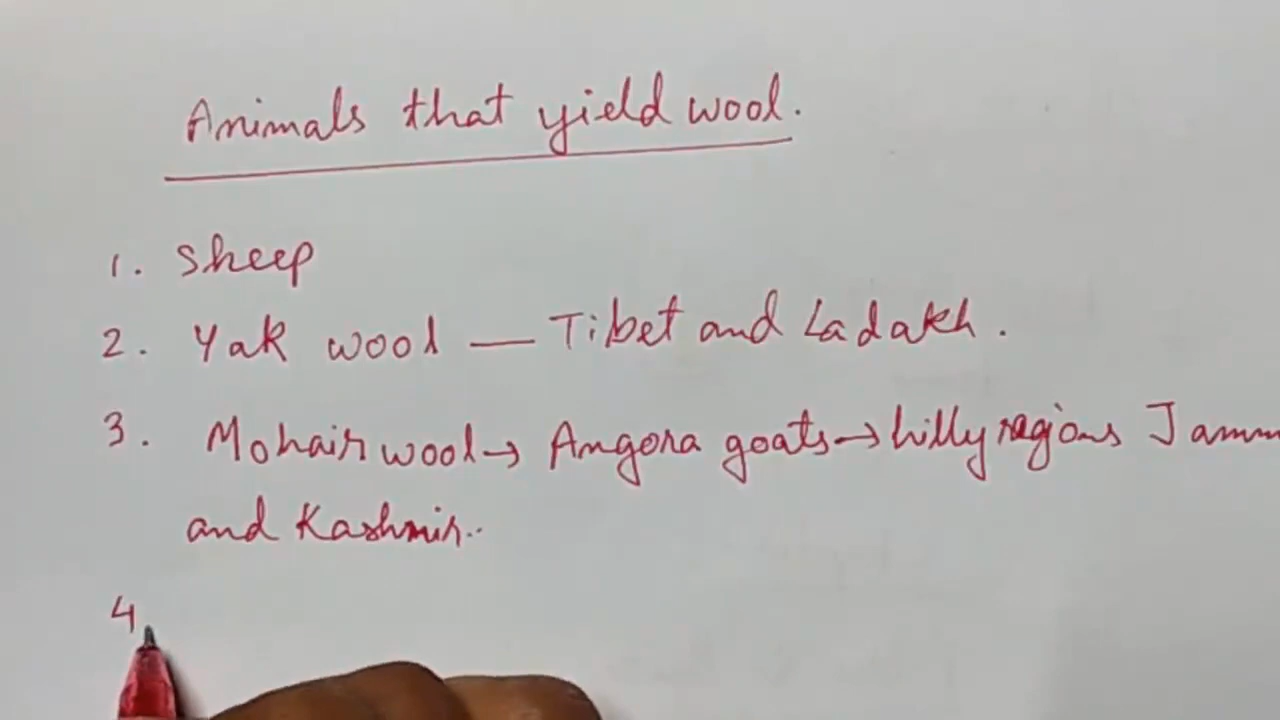 Animals that yield wool.
1. Sheep
2. Yak wool — Tibet and Ladakh.
3. Mohair wool → Angora goats → hilly regions Jamm
and Kashmir..
4